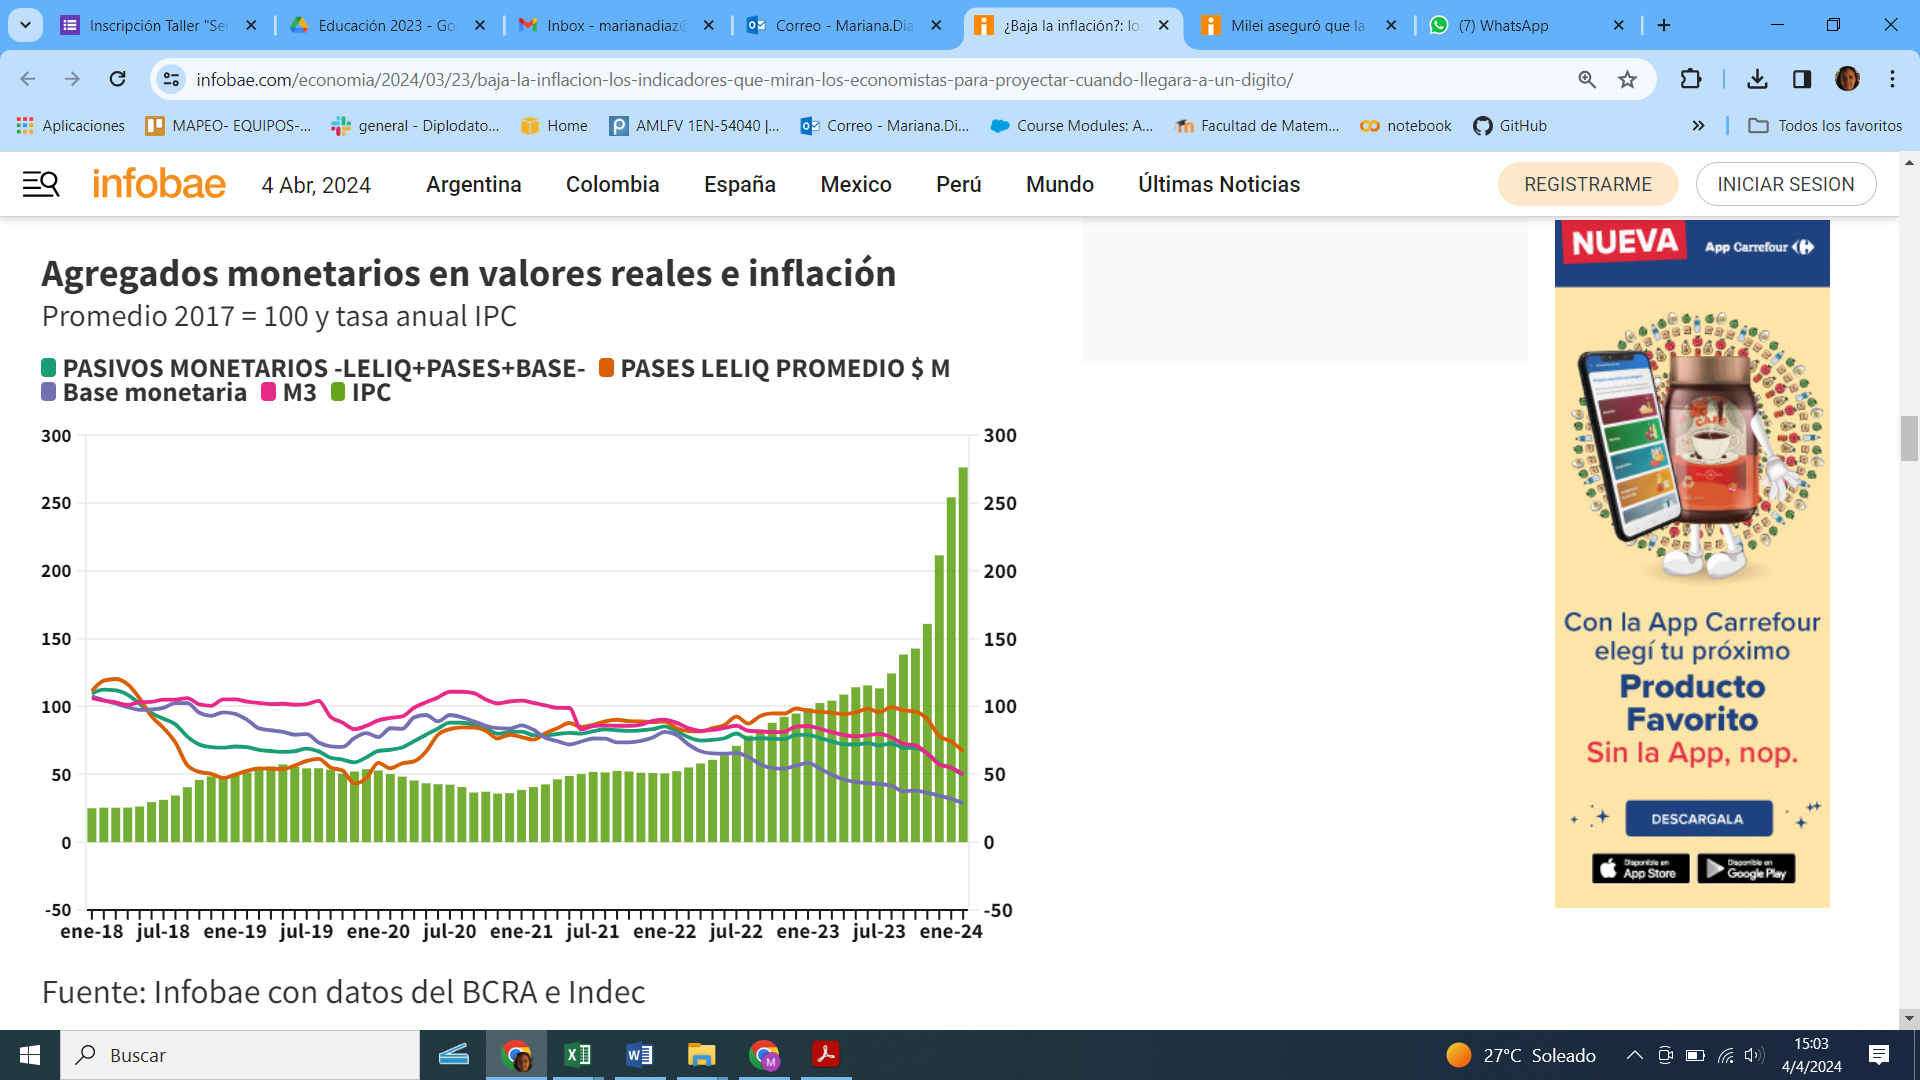 Inscripción Taller "Ser
Educación 2023 - Go
Inbox - marianadiaz@
Correo - Mariana.Dia
¿Baja la inflación?: lo
Milei aseguró que la
(7) WhatsApp
infobae.com/economia/2024/03/23/baja-la-inflacion-los-indicadores-que-miran-los-economistas-para-proyectar-cuando-llegara-a-un-digito/
Aplicaciones
MAPEO- EQUIPOS-...
general - Diplodato...
Home
AMLFV 1EN-54040 |...
Correo - Mariana.Di...
Course Modules: A...
Facultad de Matem...
notebook
GitHub
»
Todos los favoritos
infobae
4 Abr, 2024
Argentina
Colombia
España
Mexico
Perú
Mundo
Últimas Noticias
REGISTRARME
INICIAR SESION
Agregados monetarios en valores reales e inflación
Promedio 2017 = 100 y tasa anual IPC
PASIVOS MONETARIOS -LELIQ+PASES+BASE- PASES LELIQ PROMEDIO $ M
Base monetaria M3 IPC
300 300
250 250
200 200
150 150
100 100
50 50
0 0
-50 -50
ene-18 jul-18 ene-19 jul-19 ene-20 jul-20 ene-21 jul-21 ene-22 jul-22 ene-23 jul-23 ene-24
Fuente: Infobae con datos del BCRA e Indec
NUEVA
App Carrefour
CAFÉ
Con la App Carrefour
elegí tu próximo
Producto
Favorito
Sin la App, nop.
DESCARGALA
Disponible en
App Store
Disponible en
Google Play
Buscar
M
27°C Soleado
15:03
4/4/2024